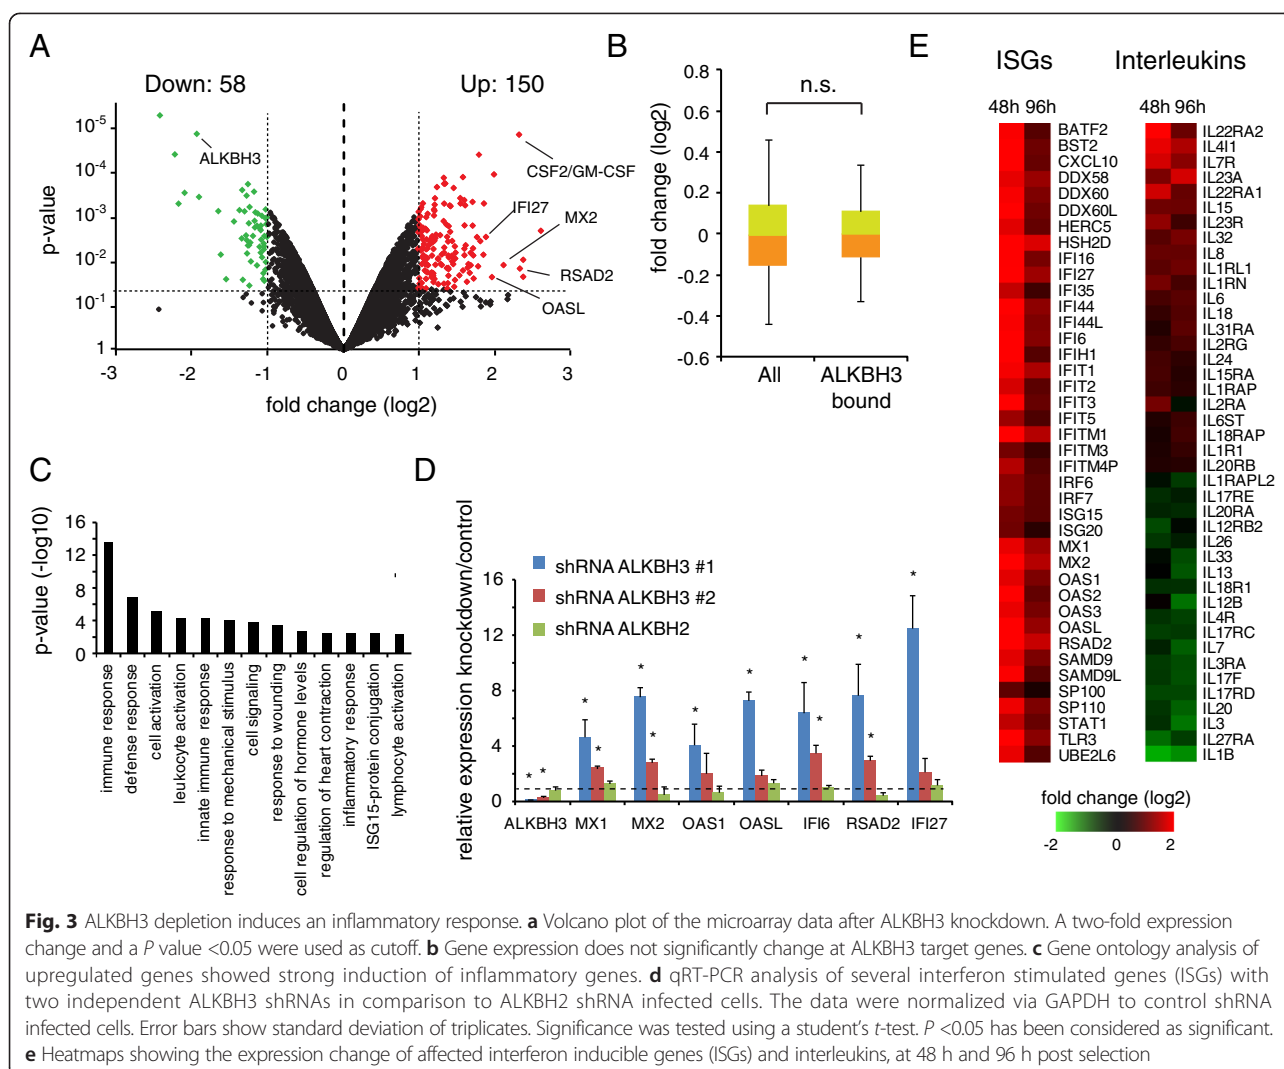 A
Down: 58
Up: 150
p-value
10-5
10-4
10-3
10-2
10-1
1
ALKBH3
CSF2/GM-CSF
IFI27
MX2
RSAD2
OASL
-3
-2
-1
0
1
2
3
fold change (log2)
B
fold change (log2)
0.8
0.6
0.4
0.2
0
-0.2
-0.4
-0.6
n.s.
All
ALKBH3
bound
C
p-value (-log10)
16
12
8
4
0
immune response
defense response
cell activation
leukocyte activation
innate immune response
response to mechanical stimulus
cell signaling
response to wounding
cell regulation of hormone levels
regulation of heart contraction
inflammatory response
ISG15-protein conjugation
lymphocyte activation
D
relative expression knockdown/control
16
12
8
4
0
shRNA ALKBH3 #1
shRNA ALKBH3 #2
shRNA ALKBH2
* * * * * * * * * * * *
ALKBH3
MX1
MX2
OAS1
OASL
IFI6
RSAD2
IFI27
E
ISGs
48h 96h
BATF2
BST2
CXCL10
DDX58
DDX60
DDX60L
HERC5
HSH2D
IFI16
IFI27
IFI35
IFI44
IFI44L
IFI6
IFIH1
IFIT1
IFIT2
IFIT3
IFIT5
IFITM1
IFITM3
IFITM4P
IRF6
IRF7
ISG15
ISG20
MX1
MX2
OAS1
OAS2
OAS3
OASL
RSAD2
SAMD9
SAMD9L
SP100
SP110
STAT1
TLR3
UBE2L6
Interleukins
48h 96h
IL22RA2
IL4I1
IL7R
IL23A
IL22RA1
IL15
IL23R
IL32
IL8
IL1RL1
IL1RN
IL6
IL18
IL31RA
IL2RG
IL24
IL15RA
IL1RAP
IL2RA
IL6ST
IL18RAP
IL1R1
IL20RB
IL1RAPL2
IL17RE
IL20RA
IL12RB2
IL26
IL33
IL13
IL18R1
IL12B
IL4R
IL17RC
IL7
IL3RA
IL17F
IL17RD
IL20
IL3
IL27RA
IL1B
fold change (log2)
-2
0
2
Fig. 3 ALKBH3 depletion induces an inflammatory response. a Volcano plot of the microarray data after ALKBH3 knockdown. A two-fold expression
change and a P value <0.05 were used as cutoff. b Gene expression does not significantly change at ALKBH3 target genes. c Gene ontology analysis of
upregulated genes showed strong induction of inflammatory genes. d qRT-PCR analysis of several interferon stimulated genes (ISGs) with
two independent ALKBH3 shRNAs in comparison to ALKBH2 shRNA infected cells. The data were normalized via GAPDH to control shRNA
infected cells. Error bars show standard deviation of triplicates. Significance was tested using a student's t-test. P <0.05 has been considered as significant.
e Heatmaps showing the expression change of affected interferon inducible genes (ISGs) and interleukins, at 48 h and 96 h post selection